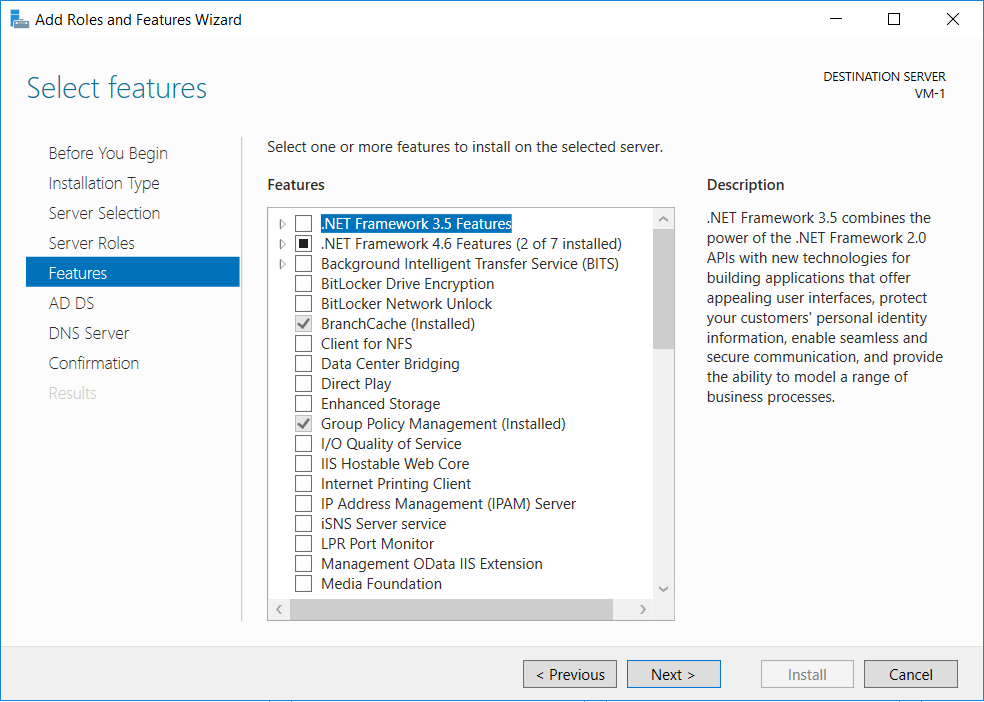 Add Roles and Features Wizard
Select features
DESTINATION SERVER
VM-1
Before You Begin
Installation Type
Server Selection
Server Roles
Features
AD DS
DNS Server
Confirmation
Results
Select one or more features to install on the selected server.
Features
.NET Framework 3.5 Features
.NET Framework 4.6 Features (2 of 7 installed)
Background Intelligent Transfer Service (BITS)
BitLocker Drive Encryption
BitLocker Network Unlock
BranchCache (Installed)
Client for NFS
Data Center Bridging
Direct Play
Enhanced Storage
Group Policy Management (Installed)
I/O Quality of Service
IIS Hostable Web Core
Internet Printing Client
IP Address Management (IPAM) Server
iSNS Server service
LPR Port Monitor
Management OData IIS Extension
Media Foundation
Description
.NET Framework 3.5 combines the
power of the .NET Framework 2.0
APIs with new technologies for
building applications that offer
appealing user interfaces, protect
your customers' personal identity
information, enable seamless and
secure communication, and provide
the ability to model a range of
business processes.
< Previous
Next >
Install
Cancel